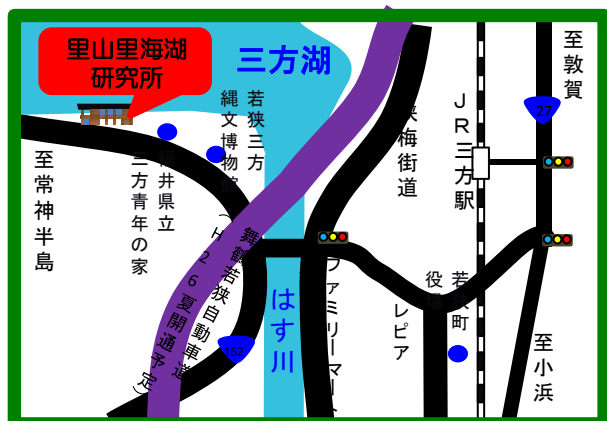 里山里海湖
研究所
三方湖
至敦賀
27
JR三方駅
若狭三方
縄文博物館
梅街道
至常神半島
福井県立
三方青年の家
舞鶴若狭自動車道
(H26夏開通予定)
162
はす川
ファミリーマート
レピア
若狭町
役場
至小浜